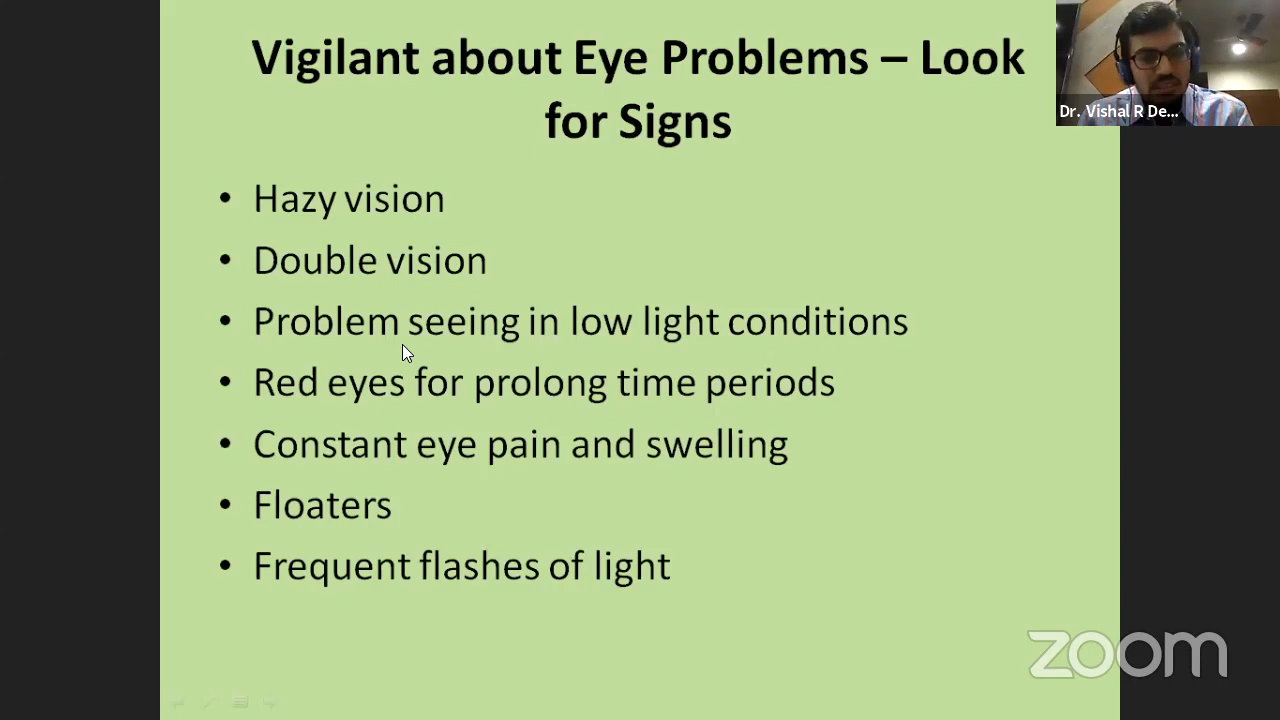 Vigilant about Eye Problems – Look
for Signs
Dr. Vishal R De...
• Hazy vision
• Double vision
• Problem seeing in low light conditions
• Red eyes for prolong time periods
• Constant eye pain and swelling
• Floaters
• Frequent flashes of light
zoom